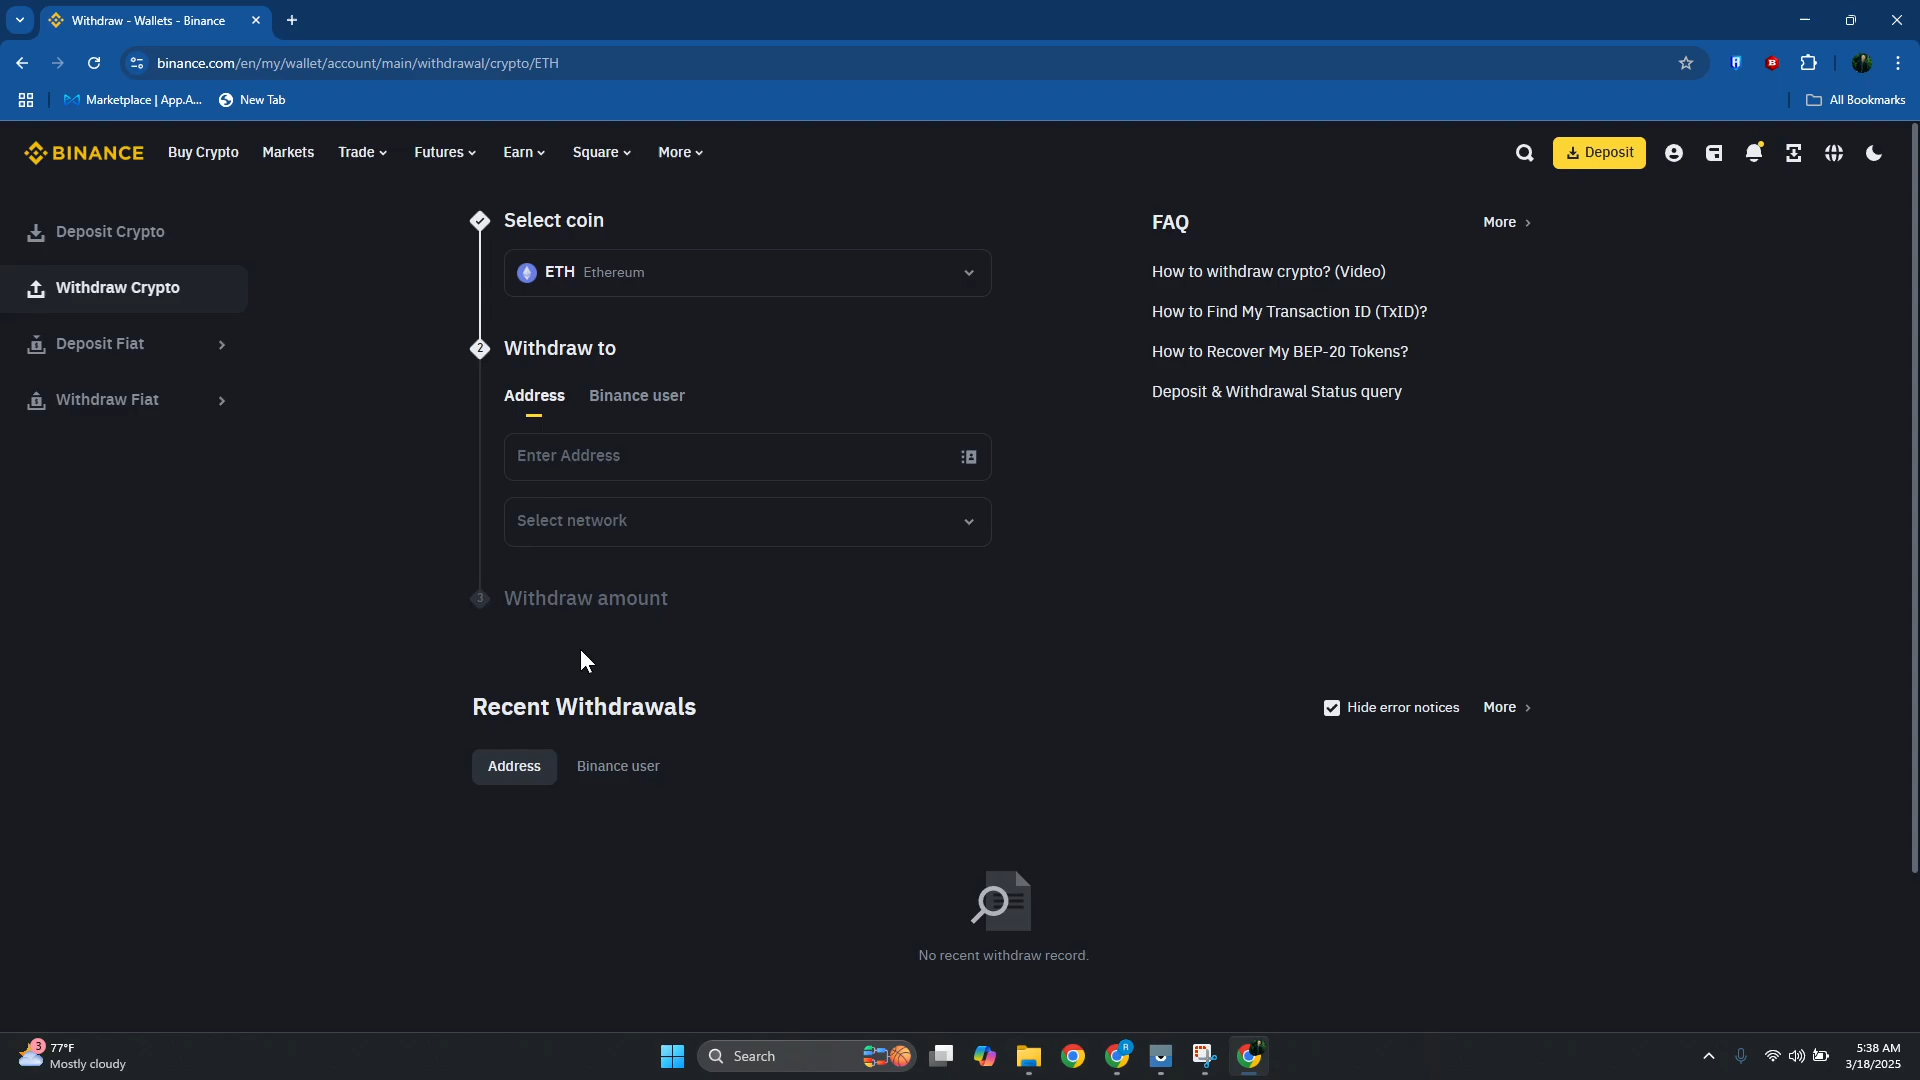 Withdraw - Wallets - Binance
binance.com/en/my/wallet/account/main/withdrawal/crypto/ETH
Marketplace | App.A... New Tab All Bookmarks
BINANCE Buy Crypto Markets Trade Futures Earn Square More Deposit
Deposit Crypto
Withdraw Crypto
Deposit Fiat
Withdraw Fiat
Select coin
ETH Ethereum
2 Withdraw to
Address Binance user
Enter Address
Select network
3 Withdraw amount
FAQ More
How to withdraw crypto? (Video)
How to Find My Transaction ID (TxID)?
How to Recover My BEP-20 Tokens?
Deposit & Withdrawal Status query
Recent Withdrawals Hide error notices More
Address Binance user
No recent withdraw record.
3 77°F
Mostly cloudy
Search
R
5:38 AM
3/18/2025